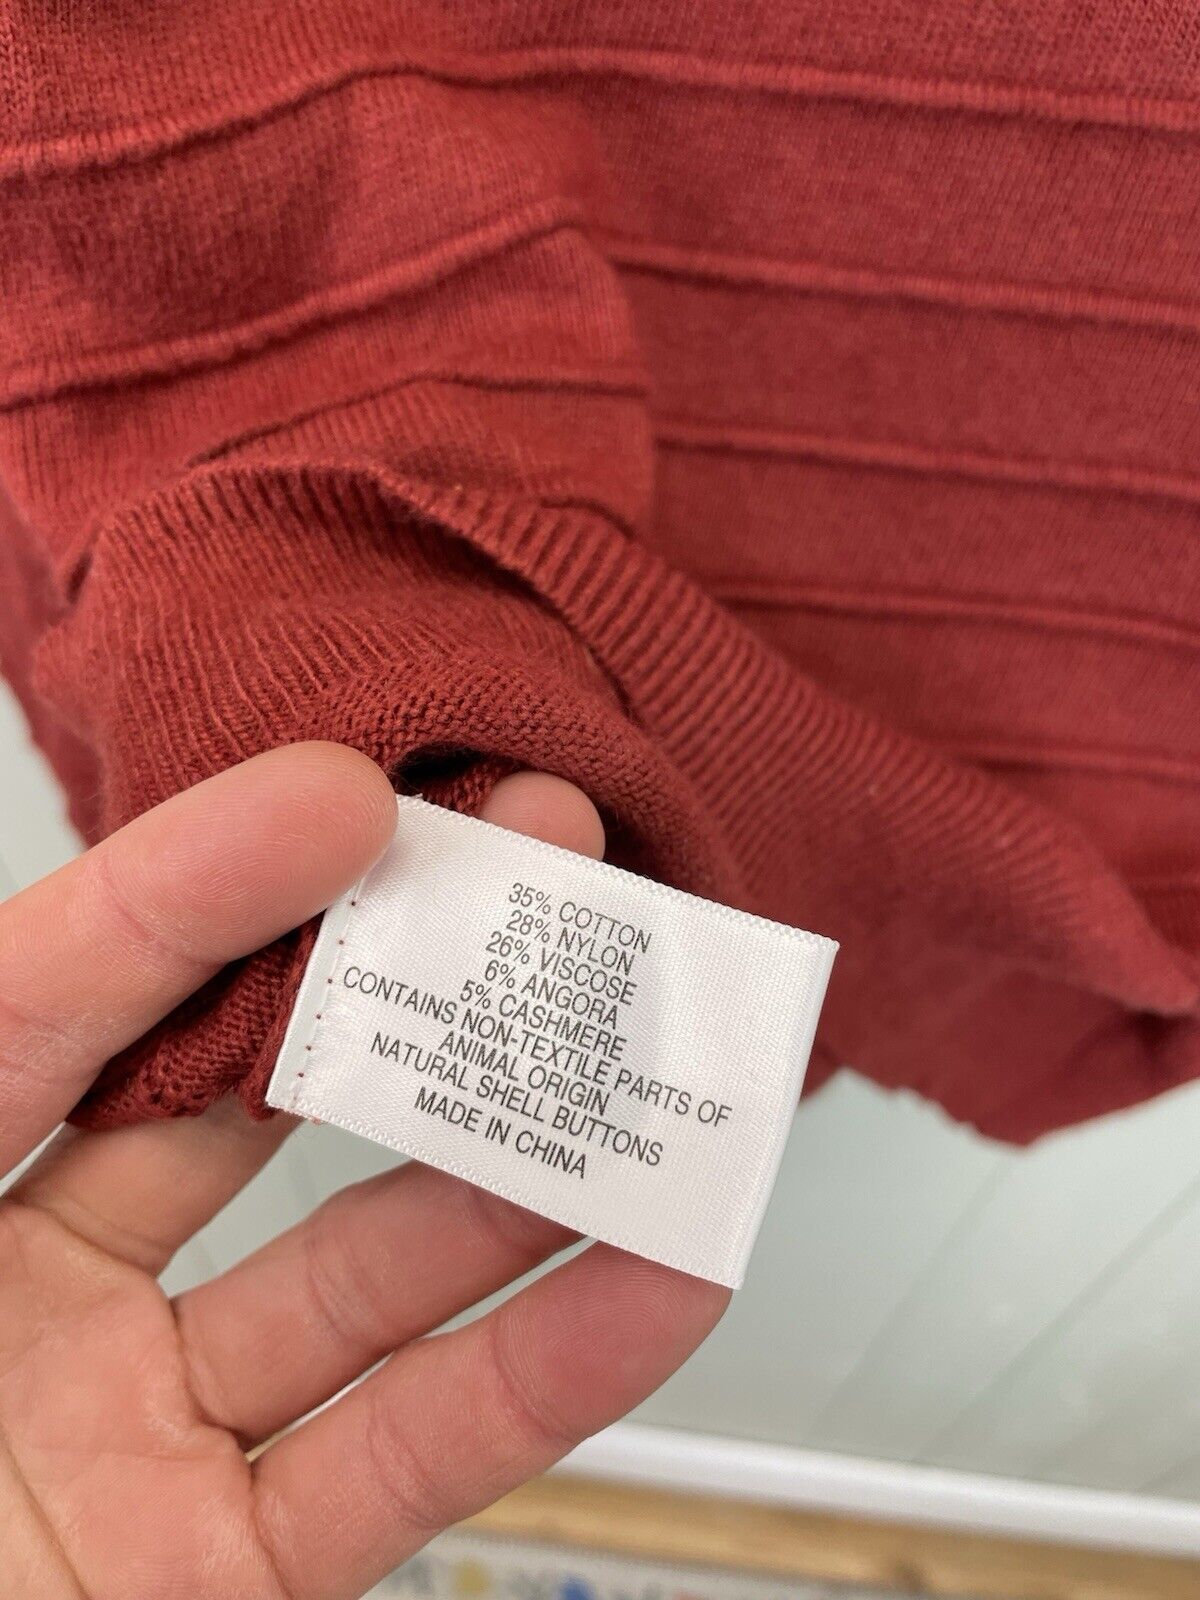 35% COTTON
28% NYLON
26% VISCOSE
6% ANGORA
5% CASHMERE
CONTAINS NON-TEXTILE PARTS OF
ANIMAL ORIGIN
NATURAL SHELL BUTTONS
MADE IN CHINA